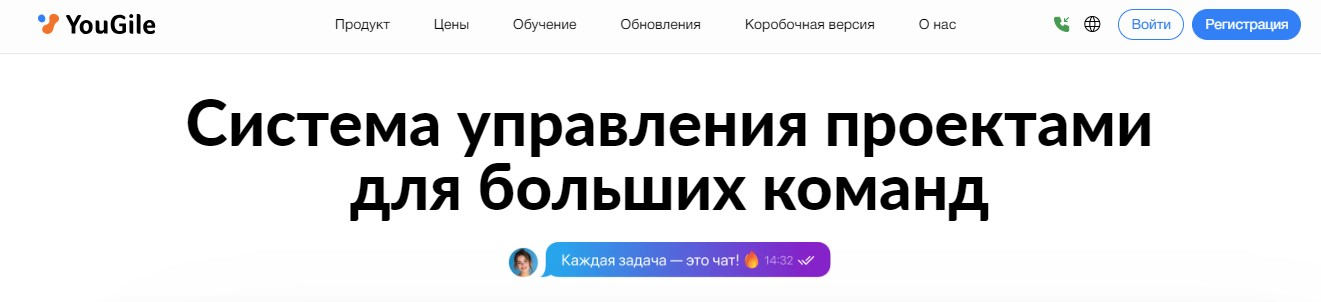 YouGile
Продукт Цены Обучение Обновления Коробочная версия О нас Войти Регистрация
Система управления проектами
для больших команд
Каждая задача — это чат! 🔥 14:32